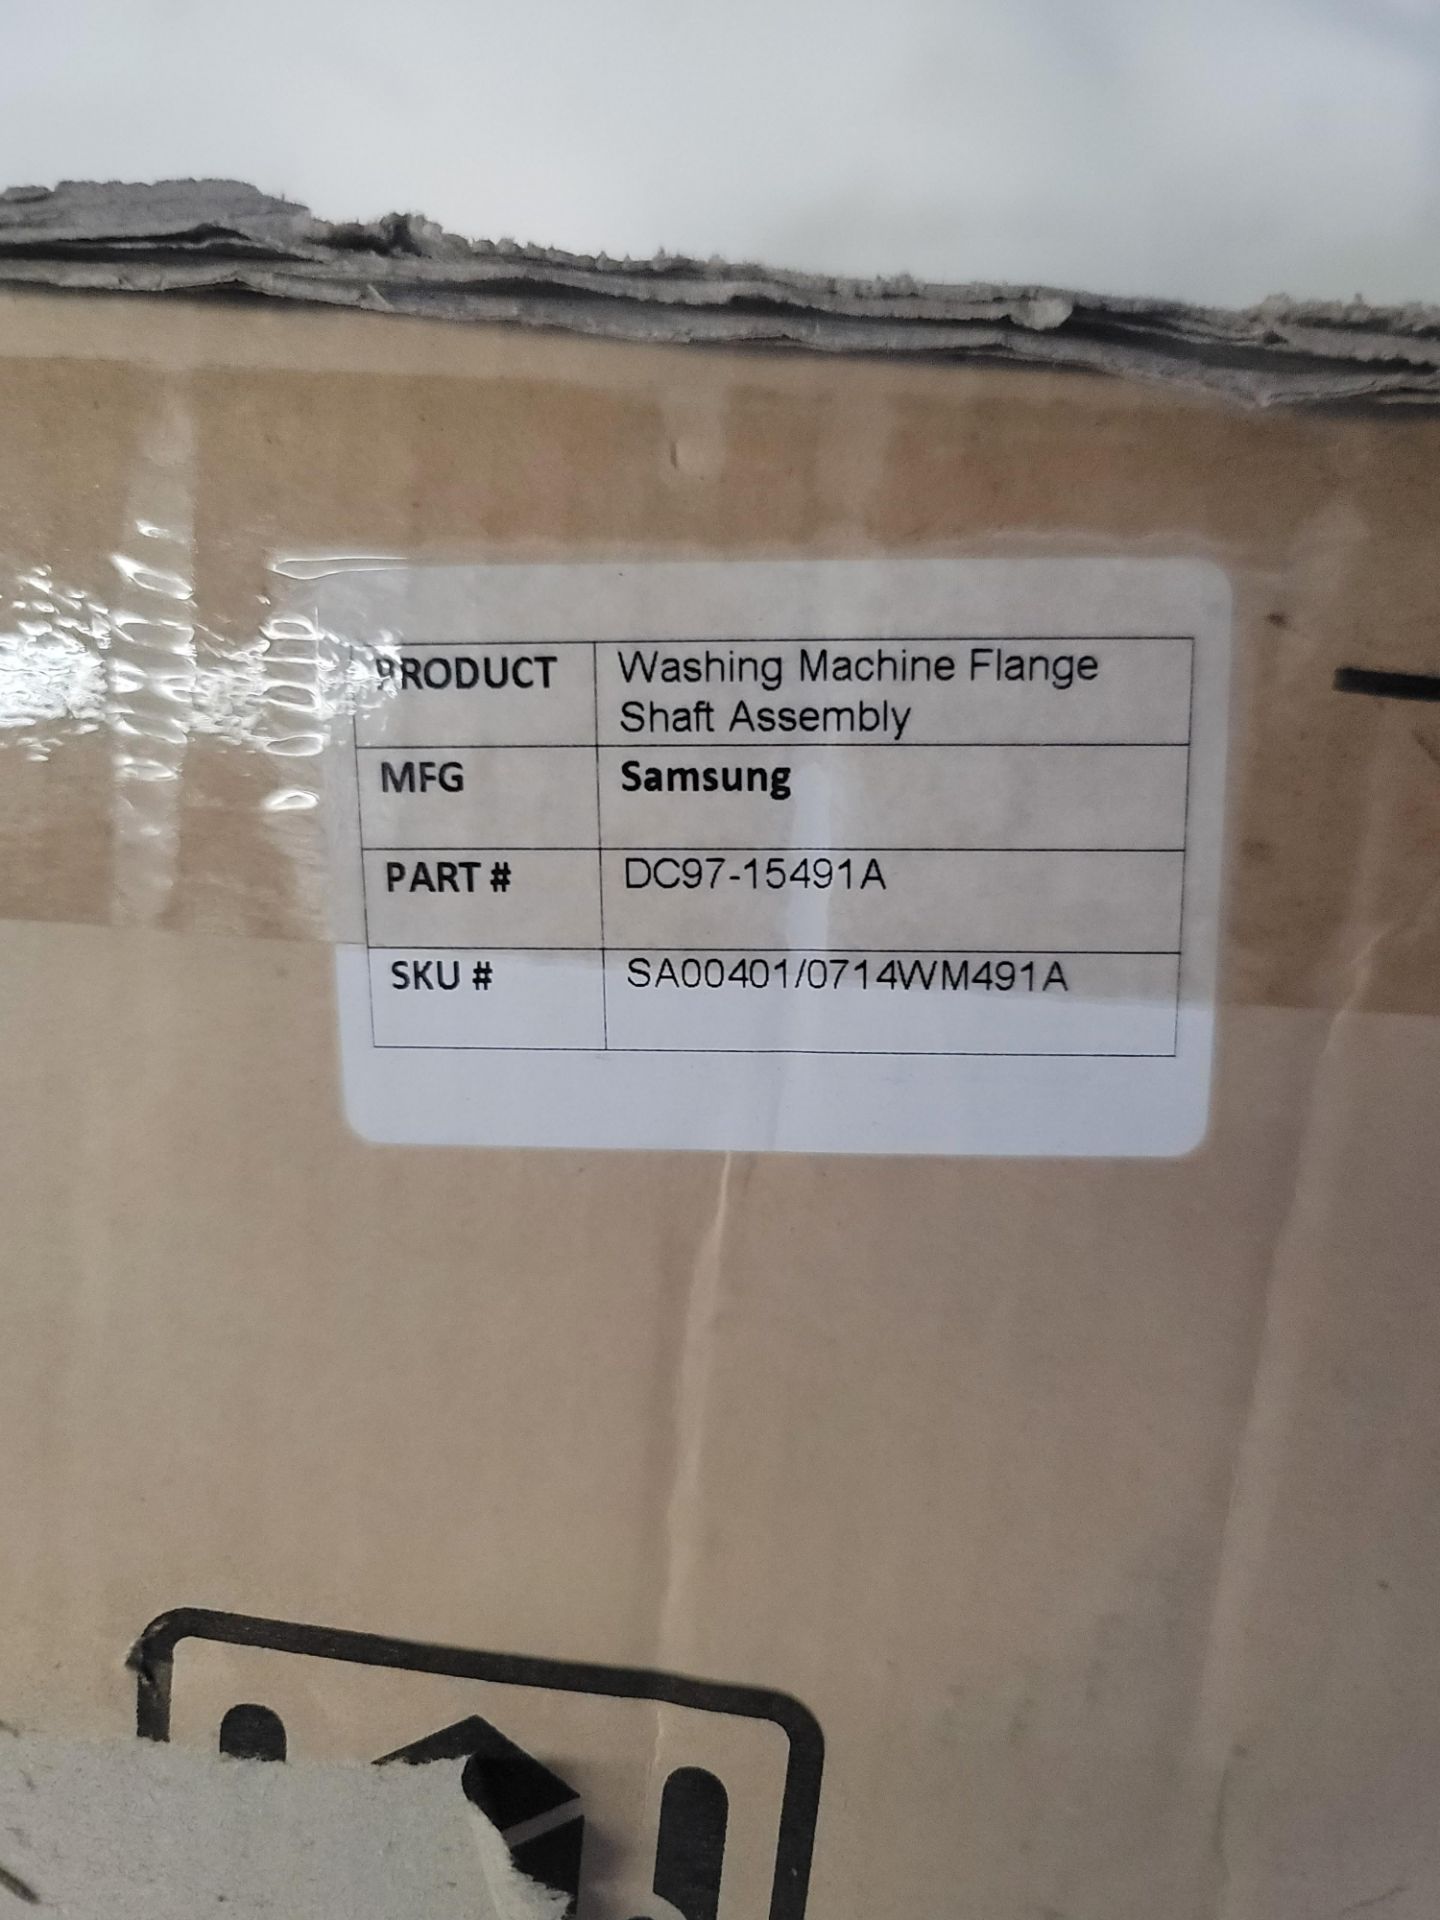 PRODUCT Washing Machine Flange
Shaft Assembly
MFG Samsung
PART # DC97-15491A
SKU # SA00401/0714WM491A